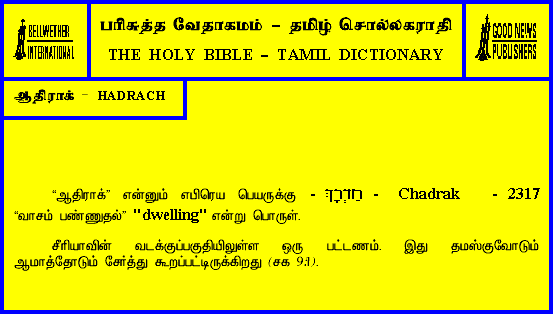 BELLWETHER
INTERNATIONAL
பரிசுத்த வேதாகமம் – தமிழ் சொல்லகராதி
THE HOLY BIBLE – TAMIL DICTIONARY
GOOD NEWS
PUBLISHERS
ஆதிராக் – HADRACH
“ஆதிராக்” என்னும் எபிரெய பெயருக்கு - חַדְרָךְ - Chadrak - 2317
“வாசம் பண்ணுதல்” "dwelling" என்று பொருள்.
சீரியாவின் வடக்குப்பகுதியிலுள்ள ஒரு பட்டணம். இது தமஸ்குவோடும்
ஆமாத்தோடும் சேர்த்து கூறப்பட்டிருக்கிறது (சக 9:1).